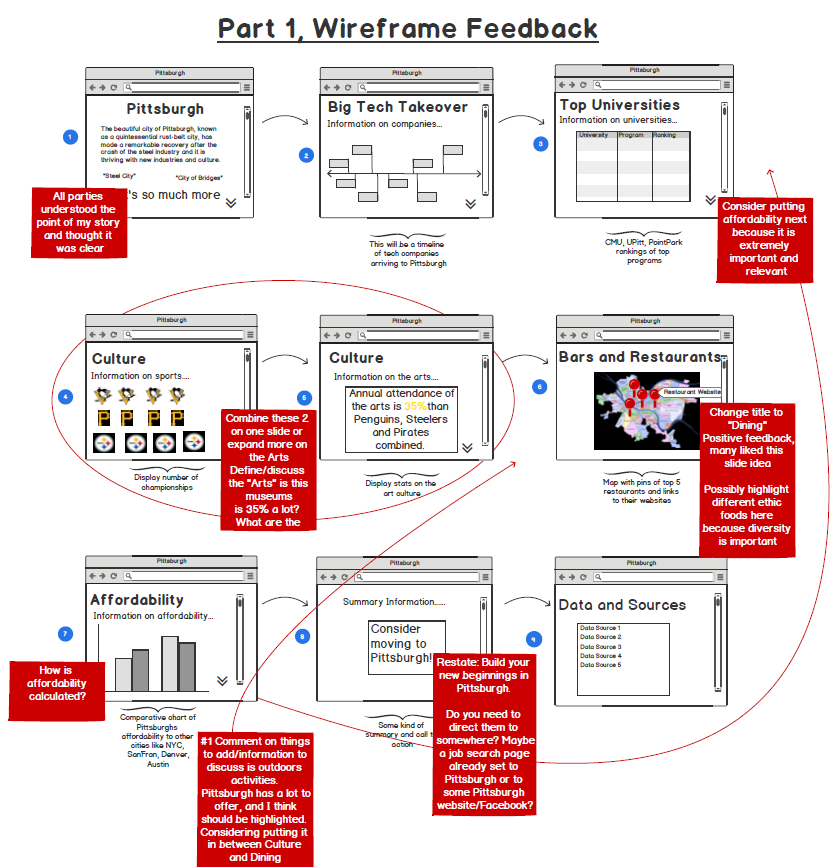 Part 1, Wireframe Feedback
Pittsburgh
Pittsburgh
The beautiful city of Pittsburgh, known
as a quintessential rust-belt city, has
made a remarkable recovery after the
crash of the steel industry and it is
thriving with new industries and culture.
"Steel City"
"City of Bridges"
's so much more
1
All parties
understood the
point of my story
and thought it
was clear
Pittsburgh
Big Tech Takeover
Information on companies...
2
This will be a timeline
of tech companies
arriving to Pittsburgh
Pittsburgh
Top Universities
Information on universities...
University Program Ranking
3
CMU, UPitt, PointPark
rankings of top
programs
Consider putting
affordability next
because it is
extremely
important and
relevant
Pittsburgh
Culture
Information on sports....
4
P P P P
Steelers Steelers Steelers Steelers
Display number of
championships
Pittsburgh
Culture
Information on the arts....
Annual attendance of
the arts is 35%than
Penguins, Steelers
and Pirates
combined.
5
Display stats on the
art culture
Combine these 2
on one slide or
expand more on
the Arts
Define/discuss
the "Arts" is this
museums
is 35% a lot?
What are the
Pittsburgh
Bars and Restaurants
Restaurant Website
6
Map with pins of top 5
restaurants and links
to their websites
Change title to
"Dining"
Positive feedback,
many liked this
slide idea
Possibly highlight
different ethic
foods here
because diversity
is important
Pittsburgh
Affordability
Information on affordability...
7
How is
affordability
calculated?
Comparative chart of
Pittsburghs
affordability to other
cities like NYC,
SanFran, Denver,
Austin
Pittsburgh
Summary Information.....
Consider
moving to
Pittsburgh!
8
Some kind of
summary and call t
action
#1 Comment on things
to add/information to
discuss is outdoors
activities.
Pittsburgh has a lot to
offer, and I think
should be highlighted.
Considering putting it
in between Culture
and Dining
Restate: Build your
new beginnings in
Pittsburgh.
Do you need to
direct them to
somewhere? Maybe
a job search page
already set to
Pittsburgh or to
some Pittsburgh
website/Facebook?
Pittsburgh
Data and Sources
Data Source 1
Data Source 2
Data Source 3
Data Source 4
Data Source 5
9